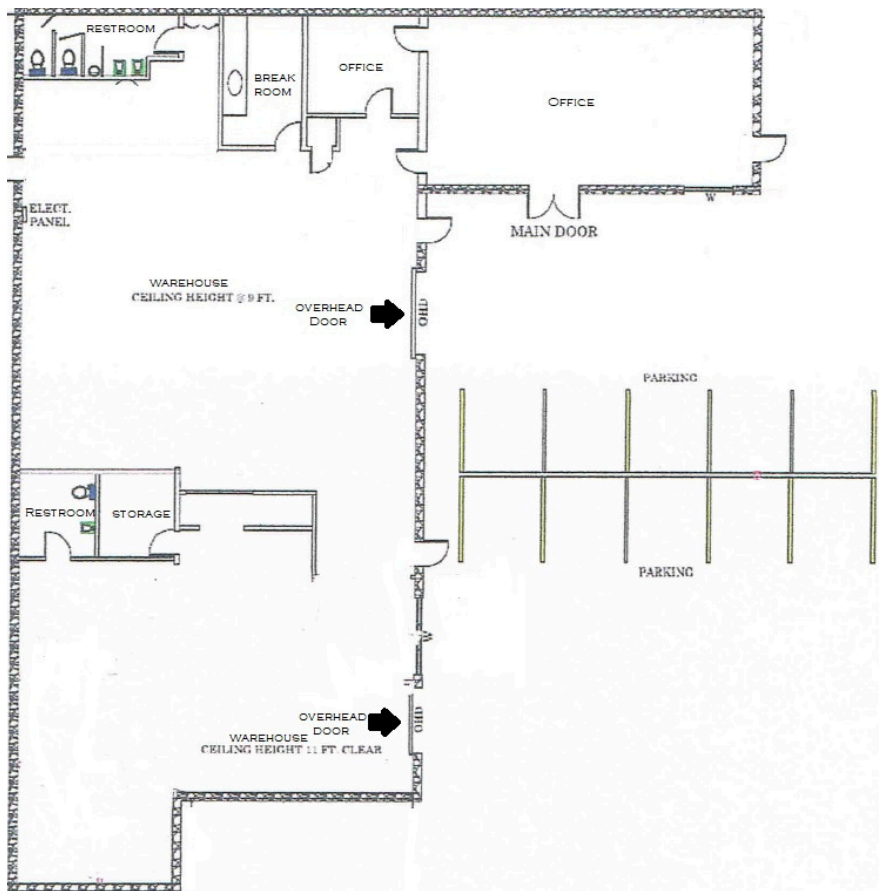 RESTROOM
BREAK
ROOM
OFFICE
OFFICE
ELECT.
PANEL
W
MAIN DOOR
WAREHOUSE
CEILING HEIGHT @ 9 FT.
OVERHEAD
DOOR
OHD
PARKING
RESTROOM
STORAGE
PARKING
W
OVERHEAD
DOOR
OHD
WAREHOUSE
CEILING HEIGHT 11 FT. CLEAR